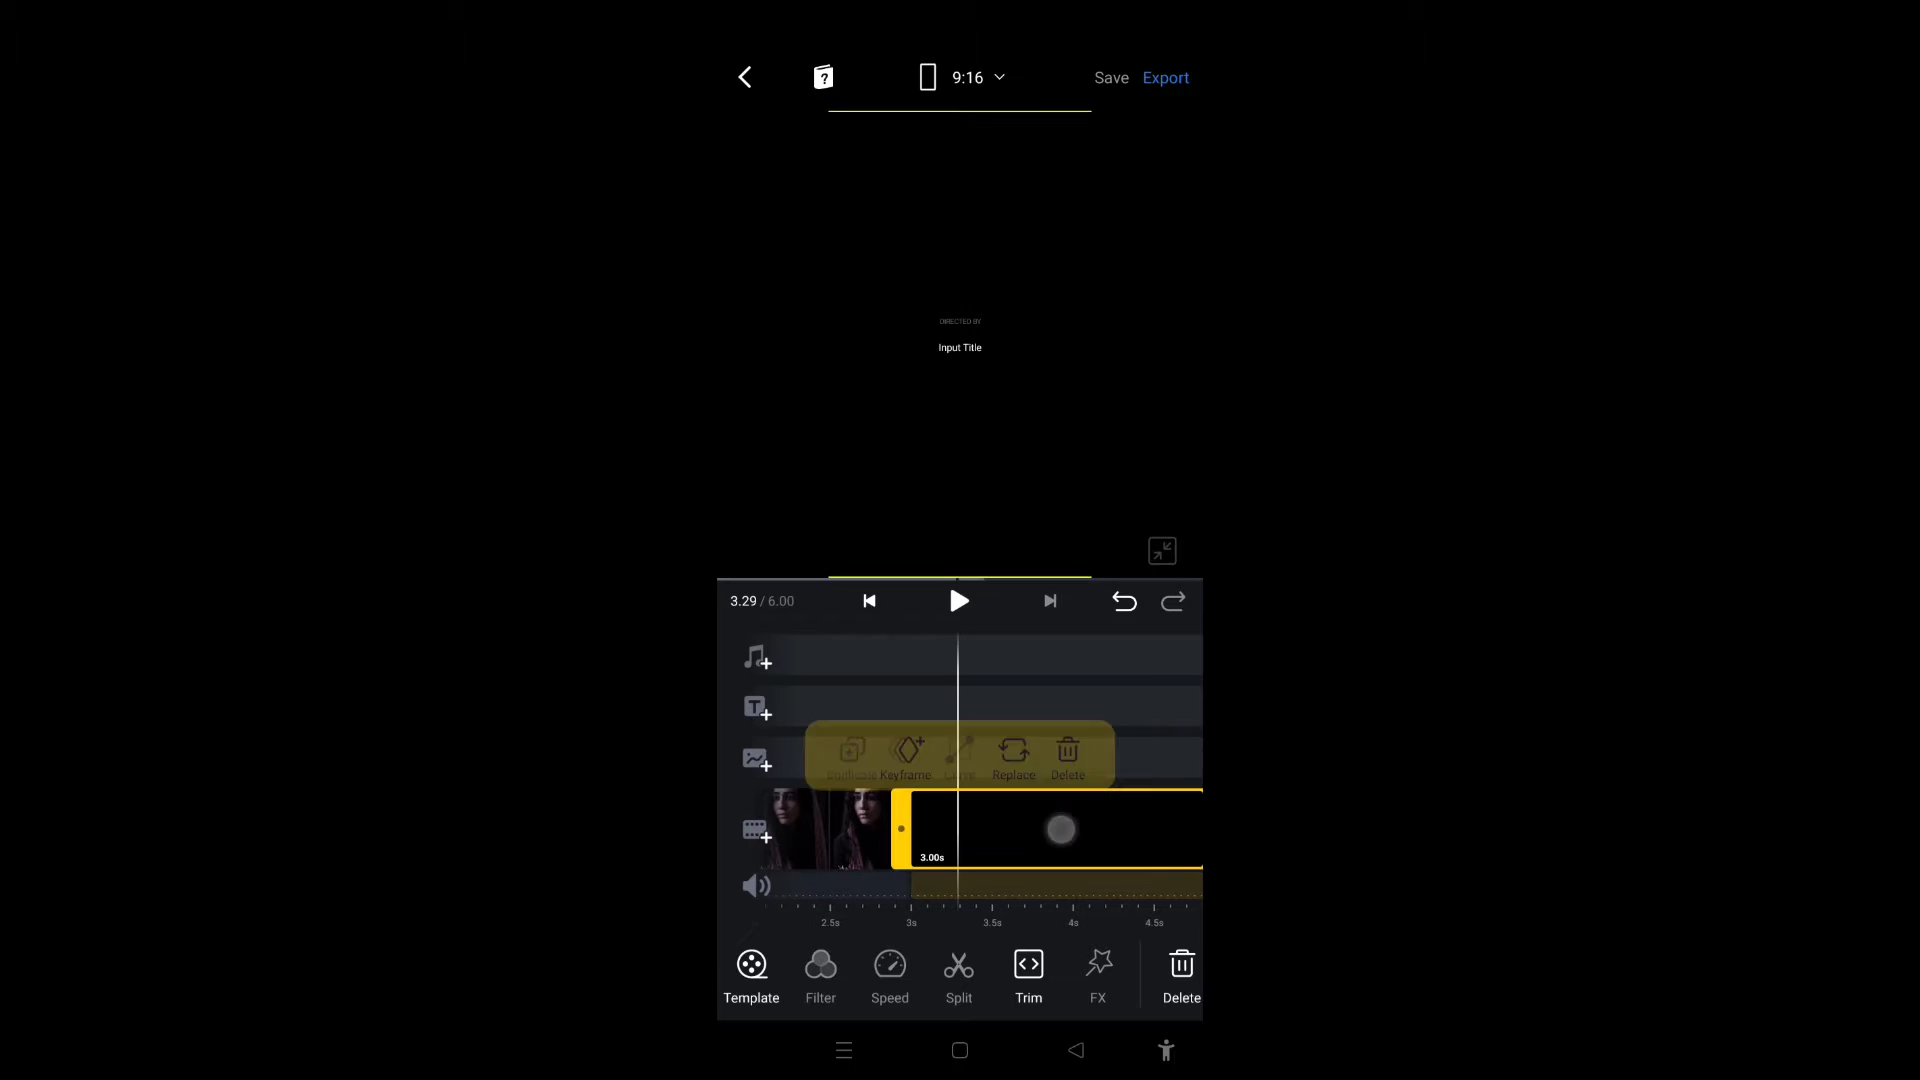 9:16
Save Export
DIRECTED BY
Input Title
3.29 / 6.00
Duplicate Keyframe Replace Delete
3.00s
2.5s 3s 3.5s 4s 4.5s
Template Filter Speed Split Trim FX Delete